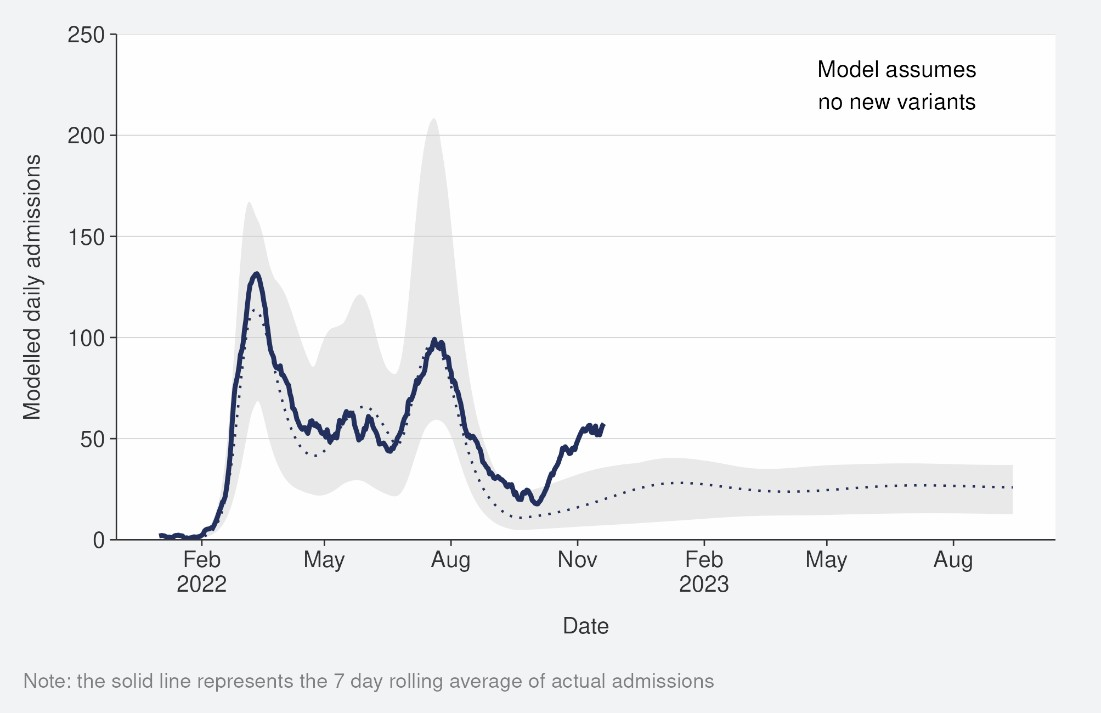 250
200
150
100
50
0
Modelled daily admissions
Model assumes
no new variants
Feb May Aug Nov Feb May Aug
2022 2023
Date
Note: the solid line represents the 7 day rolling average of actual admissions